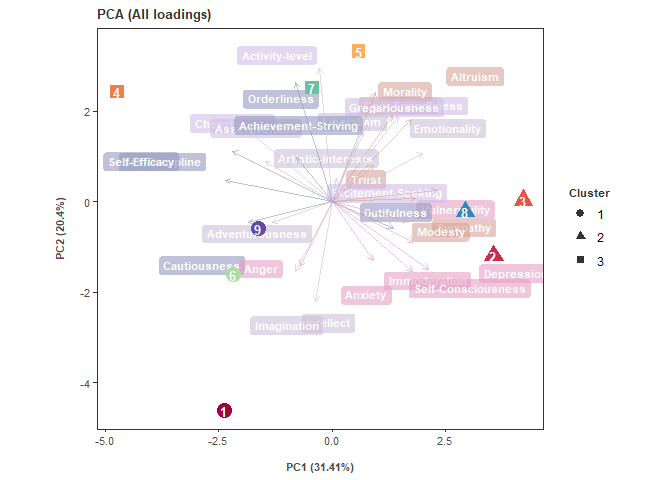 PCA (All loadings)
5
Activity-level
Altruism
7
4
Morality
Orderliness
Gregariousness
Achievement-Striving
Emotionality
Artistic-interests
Self-Efficacy
Trust
Vulnerability
3
8
Dutifulness
9
Modesty
Adventurousness
2
Cautiousness
Anger
6
Depression
Self-Consciousness
Anxiety
Imagination
1
2
0
-2
-4
-5.0
-2.5
0.0
2.5
PC1 (31.41%)
PC2 (20.4%)
Cluster
1
2
3